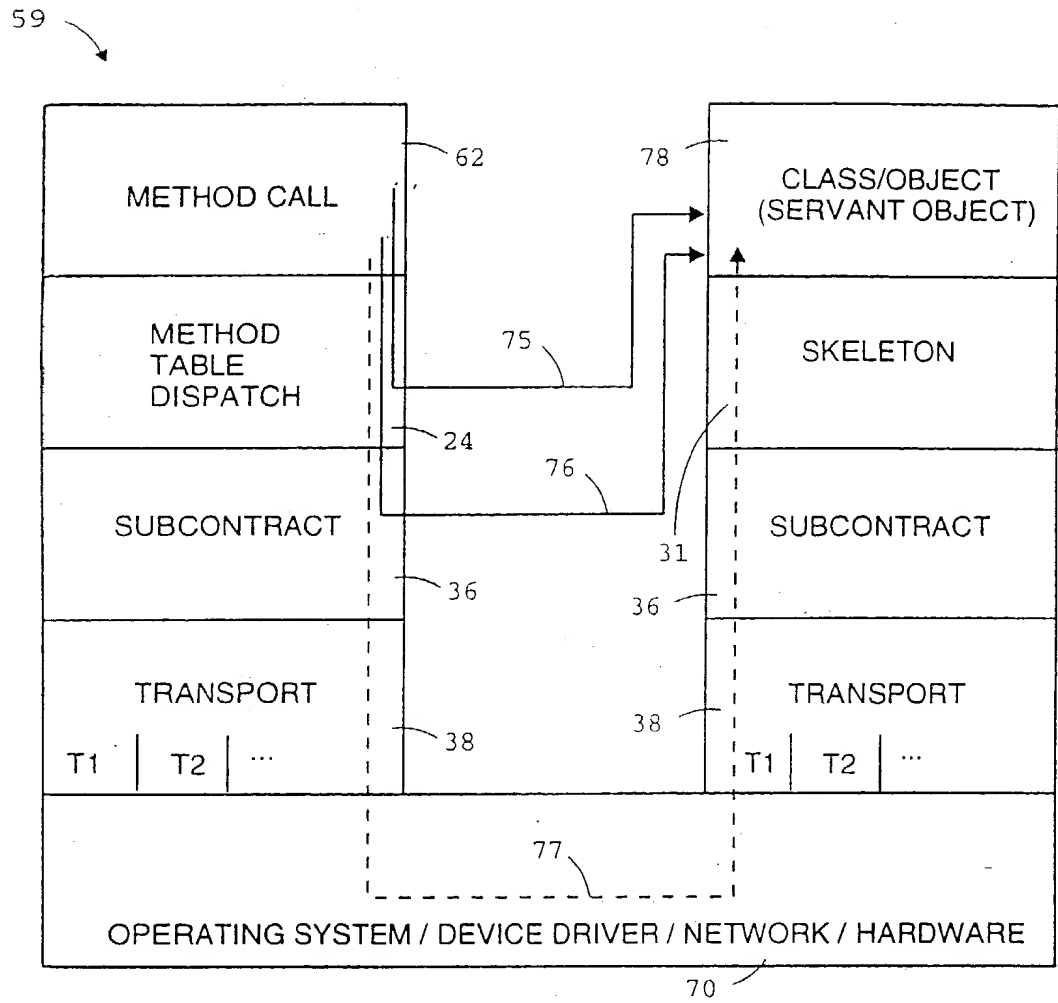 59
62
78
METHOD CALL
CLASS/OBJECT
(SERVANT OBJECT)
METHOD
TABLE
DISPATCH
75
SKELETON
24
76
SUBCONTRACT
31
SUBCONTRACT
36
36
TRANSPORT
TRANSPORT
38
38
T1
T2
...
T1
T2
...
77
OPERATING SYSTEM / DEVICE DRIVER / NETWORK / HARDWARE
70